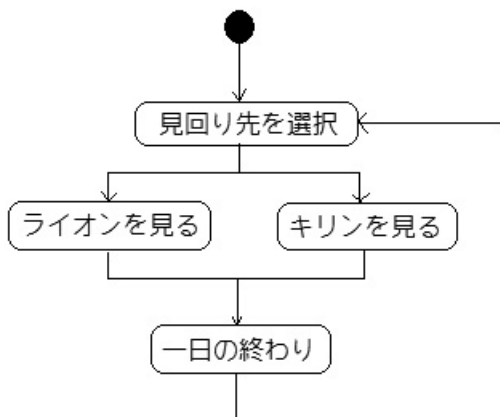 見回り先を選択
ライオンを見る
キリンを見る
一日の終わり